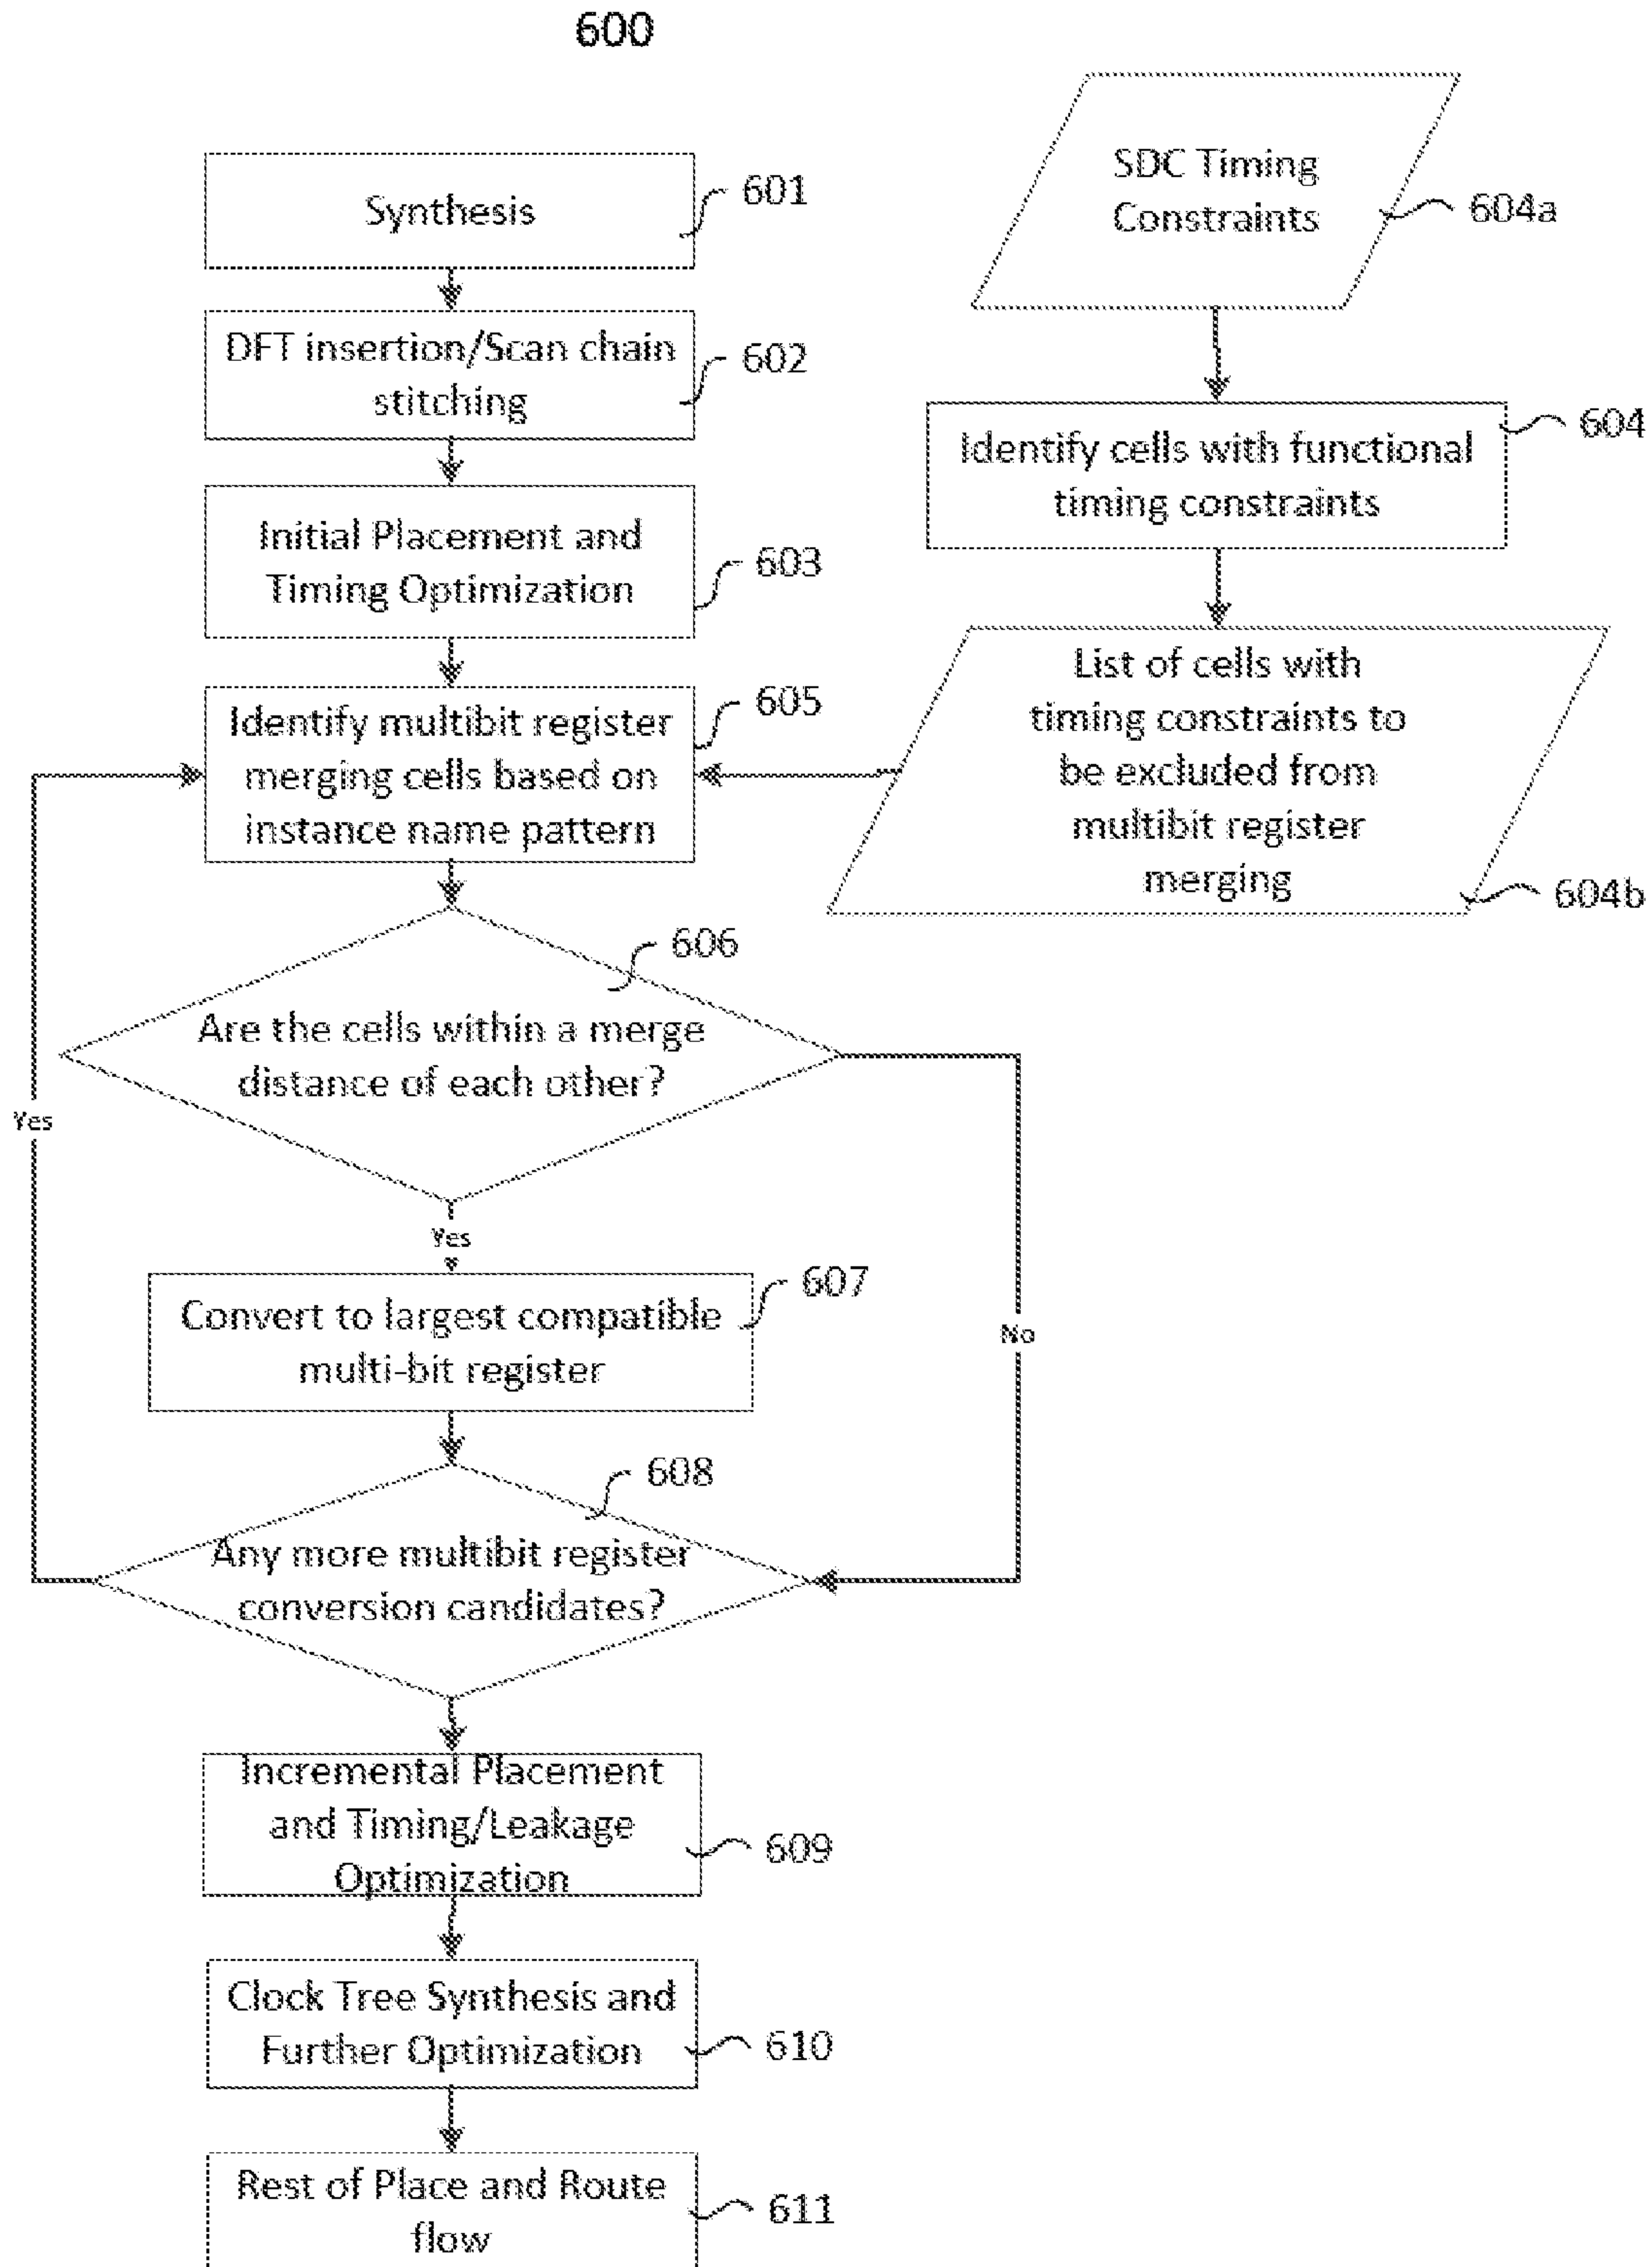 600
Synthesis
601
DFT insertion/Scan chain
stitching
602
Initial Placement and
Timing Optimization
603
SDC Timing
Constraints
604a
Identify cells with functional
timing constraints
604
List of cells with
timing constraints to
be excluded from
multibit register
merging
604b
Identify multibit register
merging cells based on
instance name pattern
605
Are the cells within a merge
distance of each other?
606
Yes
Yes
No
Convert to largest compatible
multi-bit register
607
Any more multibit register
conversion candidates?
608
Incremental Placement
and Timing/Leakage
Optimization
609
Clock Tree Synthesis and
Further Optimization
610
Rest of Place and Route
flow
611